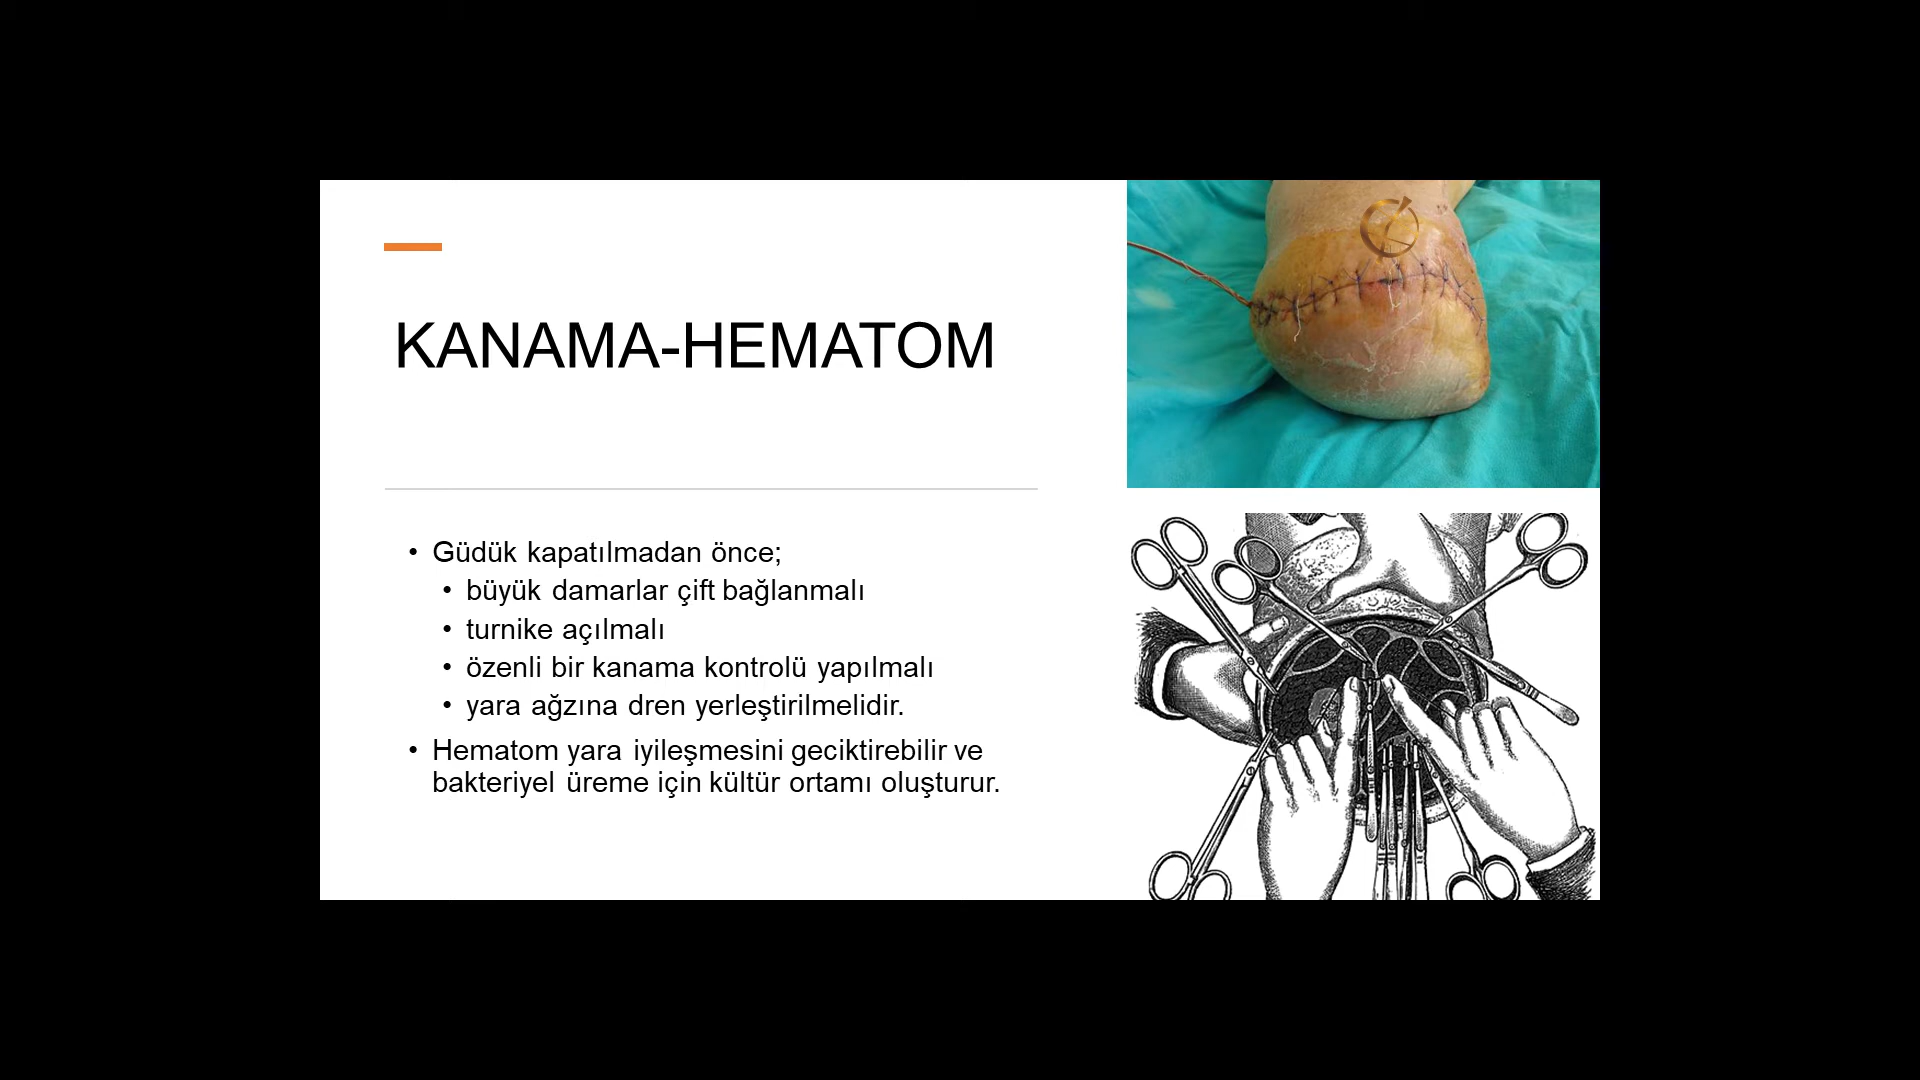 KANAMA-HEMATOM
• Güdük kapatılmadan önce;
• büyük damarlar çift bağlanmalı
• turnike açılmalı
• özenli bir kanama kontrolü yapılmalı
• yara ağzına dren yerleştirilmelidir.
• Hematom yara iyileşmesini geciktirebilir ve
bakteriyel üreme için kültür ortamı oluşturur.